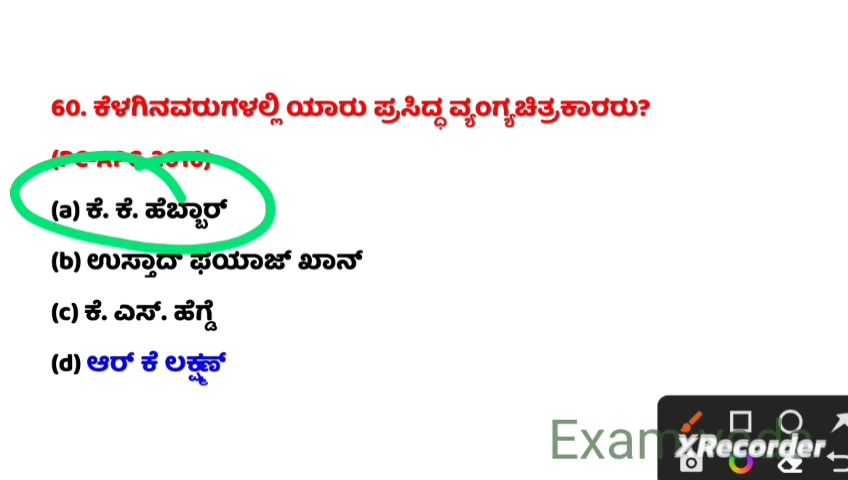 60. ಕೆಳಗಿನವರುಗಳಲ್ಲಿ ಯಾರು ಪ್ರಸಿದ್ಧ ವ್ಯಂಗ್ಯಚಿತ್ರಕಾರರು?
(a) ಕೆ. ಕೆ. ಹೆಬ್ಬಾರ್
(b) ಉಸ್ತಾದ್ ಫಯಾಜ್ ಖಾನ್
(c) ಕೆ. ಎಸ್. ಹೆಗ್ಡೆ
(d) ಆರ್ ಕೆ ಲಕ್ಷ್ಮಣ್
XRecorder